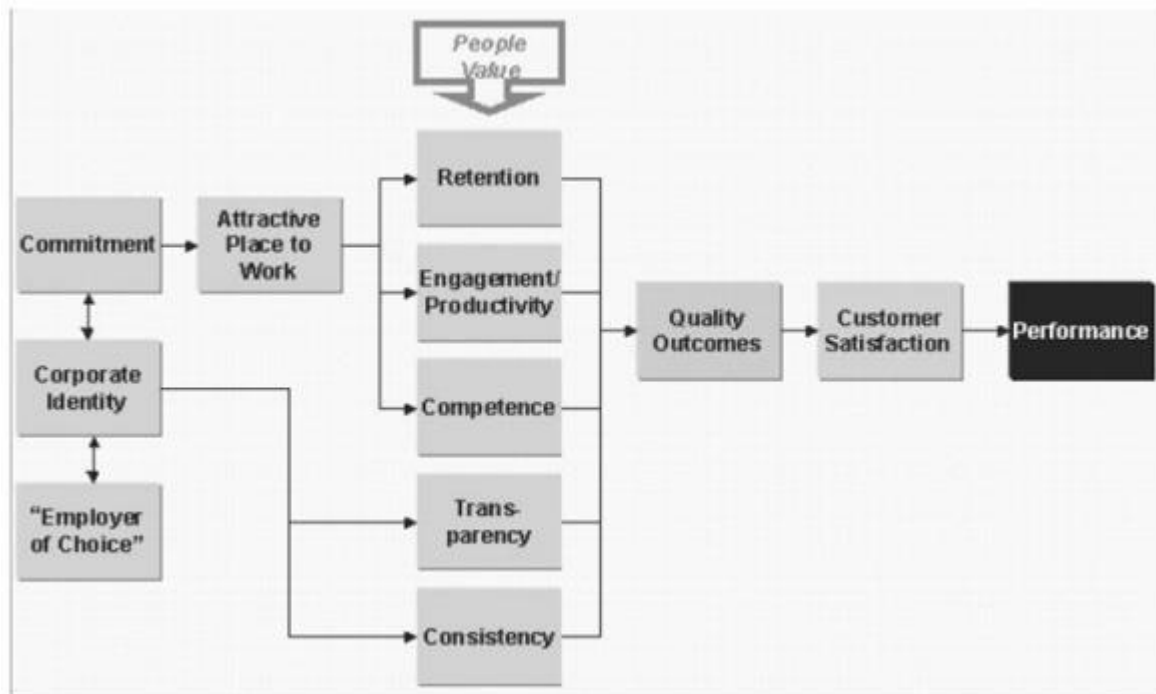 People
Value
Retention
Commitment
Attractive
Place to
Work
Engagement/
Productivity
Quality
Outcomes
Customer
Satisfaction
Performance
Corporate
Identity
Competence
“Employer
of Choice”
Trans-
parency
Consistency